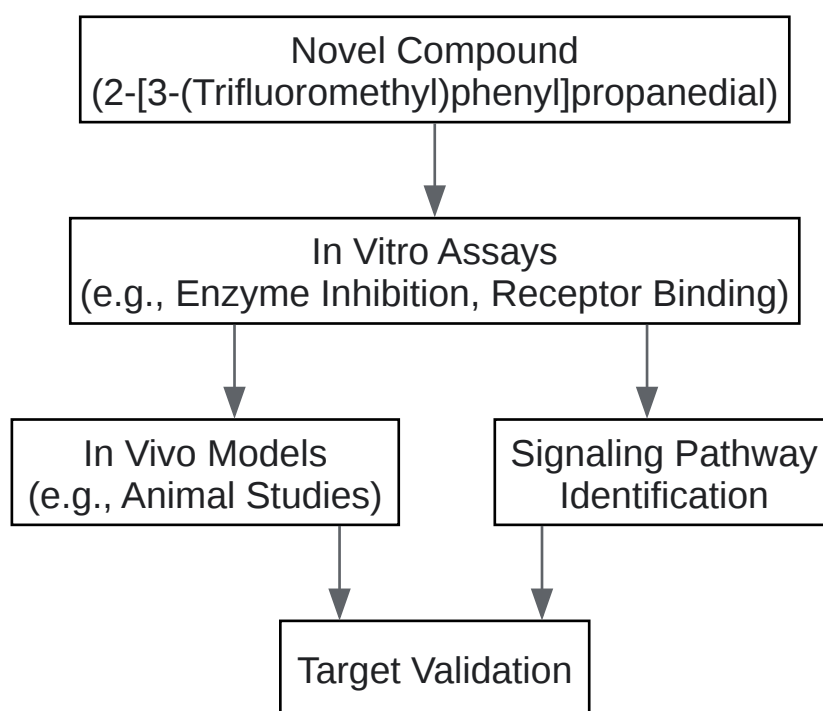 Novel Compound
(2-[3-(Trifluoromethyl)phenyl]propanedial)
In Vitro Assays
(e.g., Enzyme Inhibition, Receptor Binding)
In Vivo Models
(e.g., Animal Studies)
Signaling Pathway
Identification
Target Validation